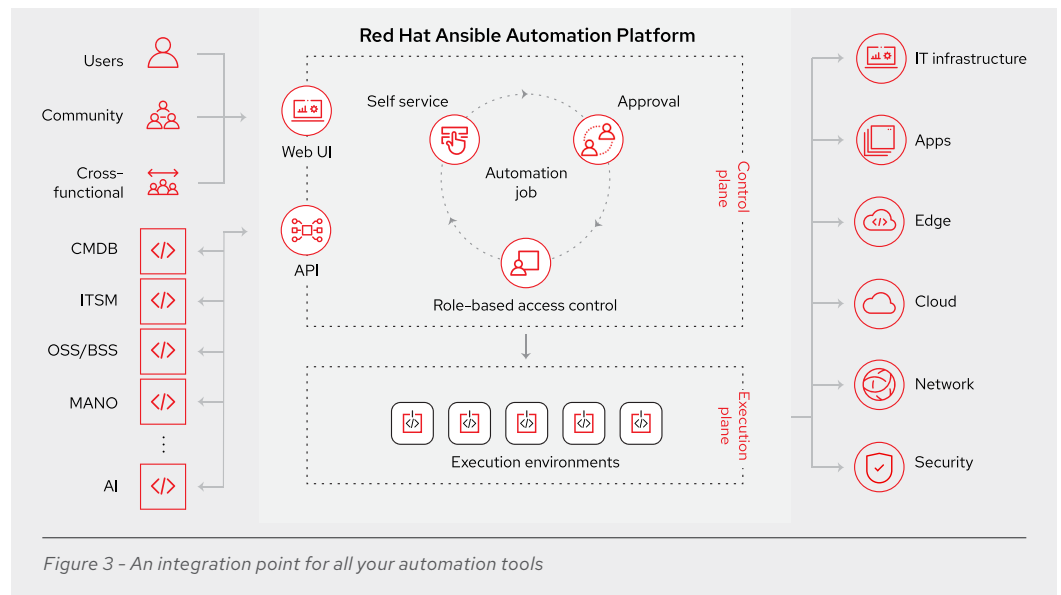 Red Hat Ansible Automation Platform
Users
Community
Cross-
functional
CMDB
</>
ITSM
</>
OSS/BSS
</>
MANO
</>
AI
</>
Web UI
API
Self service
Approval
Automation
job
Role-based access control
Control
plane
</>
</>
</>
</>
</>
Execution environments
Execution
plane
IT infrastructure
Apps
</>
Edge
Cloud
Network
Security
Figure 3 - An integration point for all your automation tools